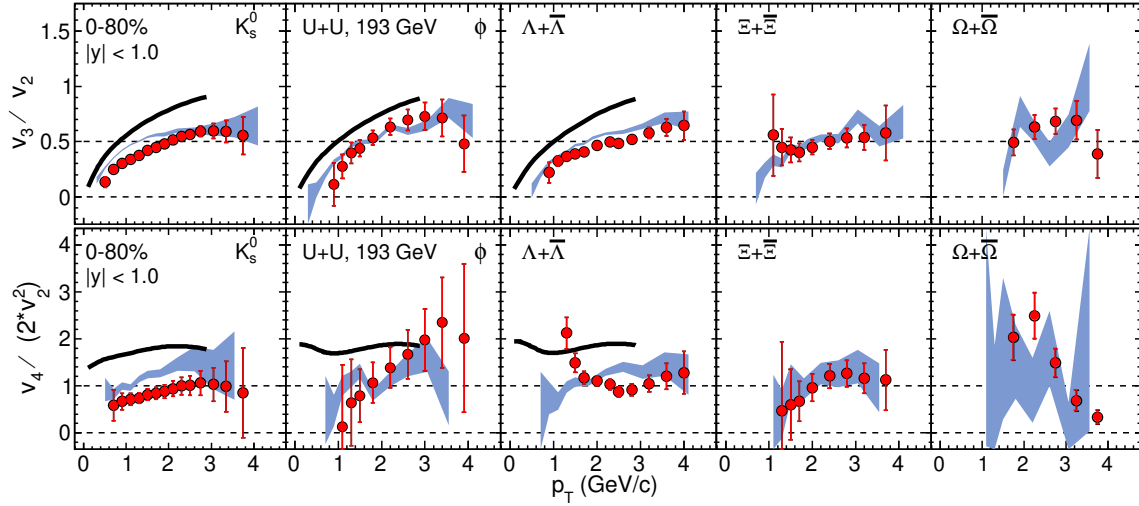 0-80% K⁰ₛ
|y| < 1.0
U+U, 193 GeV φ
Λ+Λ̅
Ξ+Ξ̅
Ω+Ω̅
v₃ / v₂
1.5
1
0.5
0
0-80% K⁰ₛ
|y| < 1.0
U+U, 193 GeV φ
Λ+Λ̅
Ξ+Ξ̅
Ω+Ω̅
v₄ / (2*v₂²)
4
3
2
1
0
0 1 2 3 4 0 1 2 3 4 0 1 2 3 4 0 1 2 3 4 0 1 2 3 4
p_T (GeV/c)